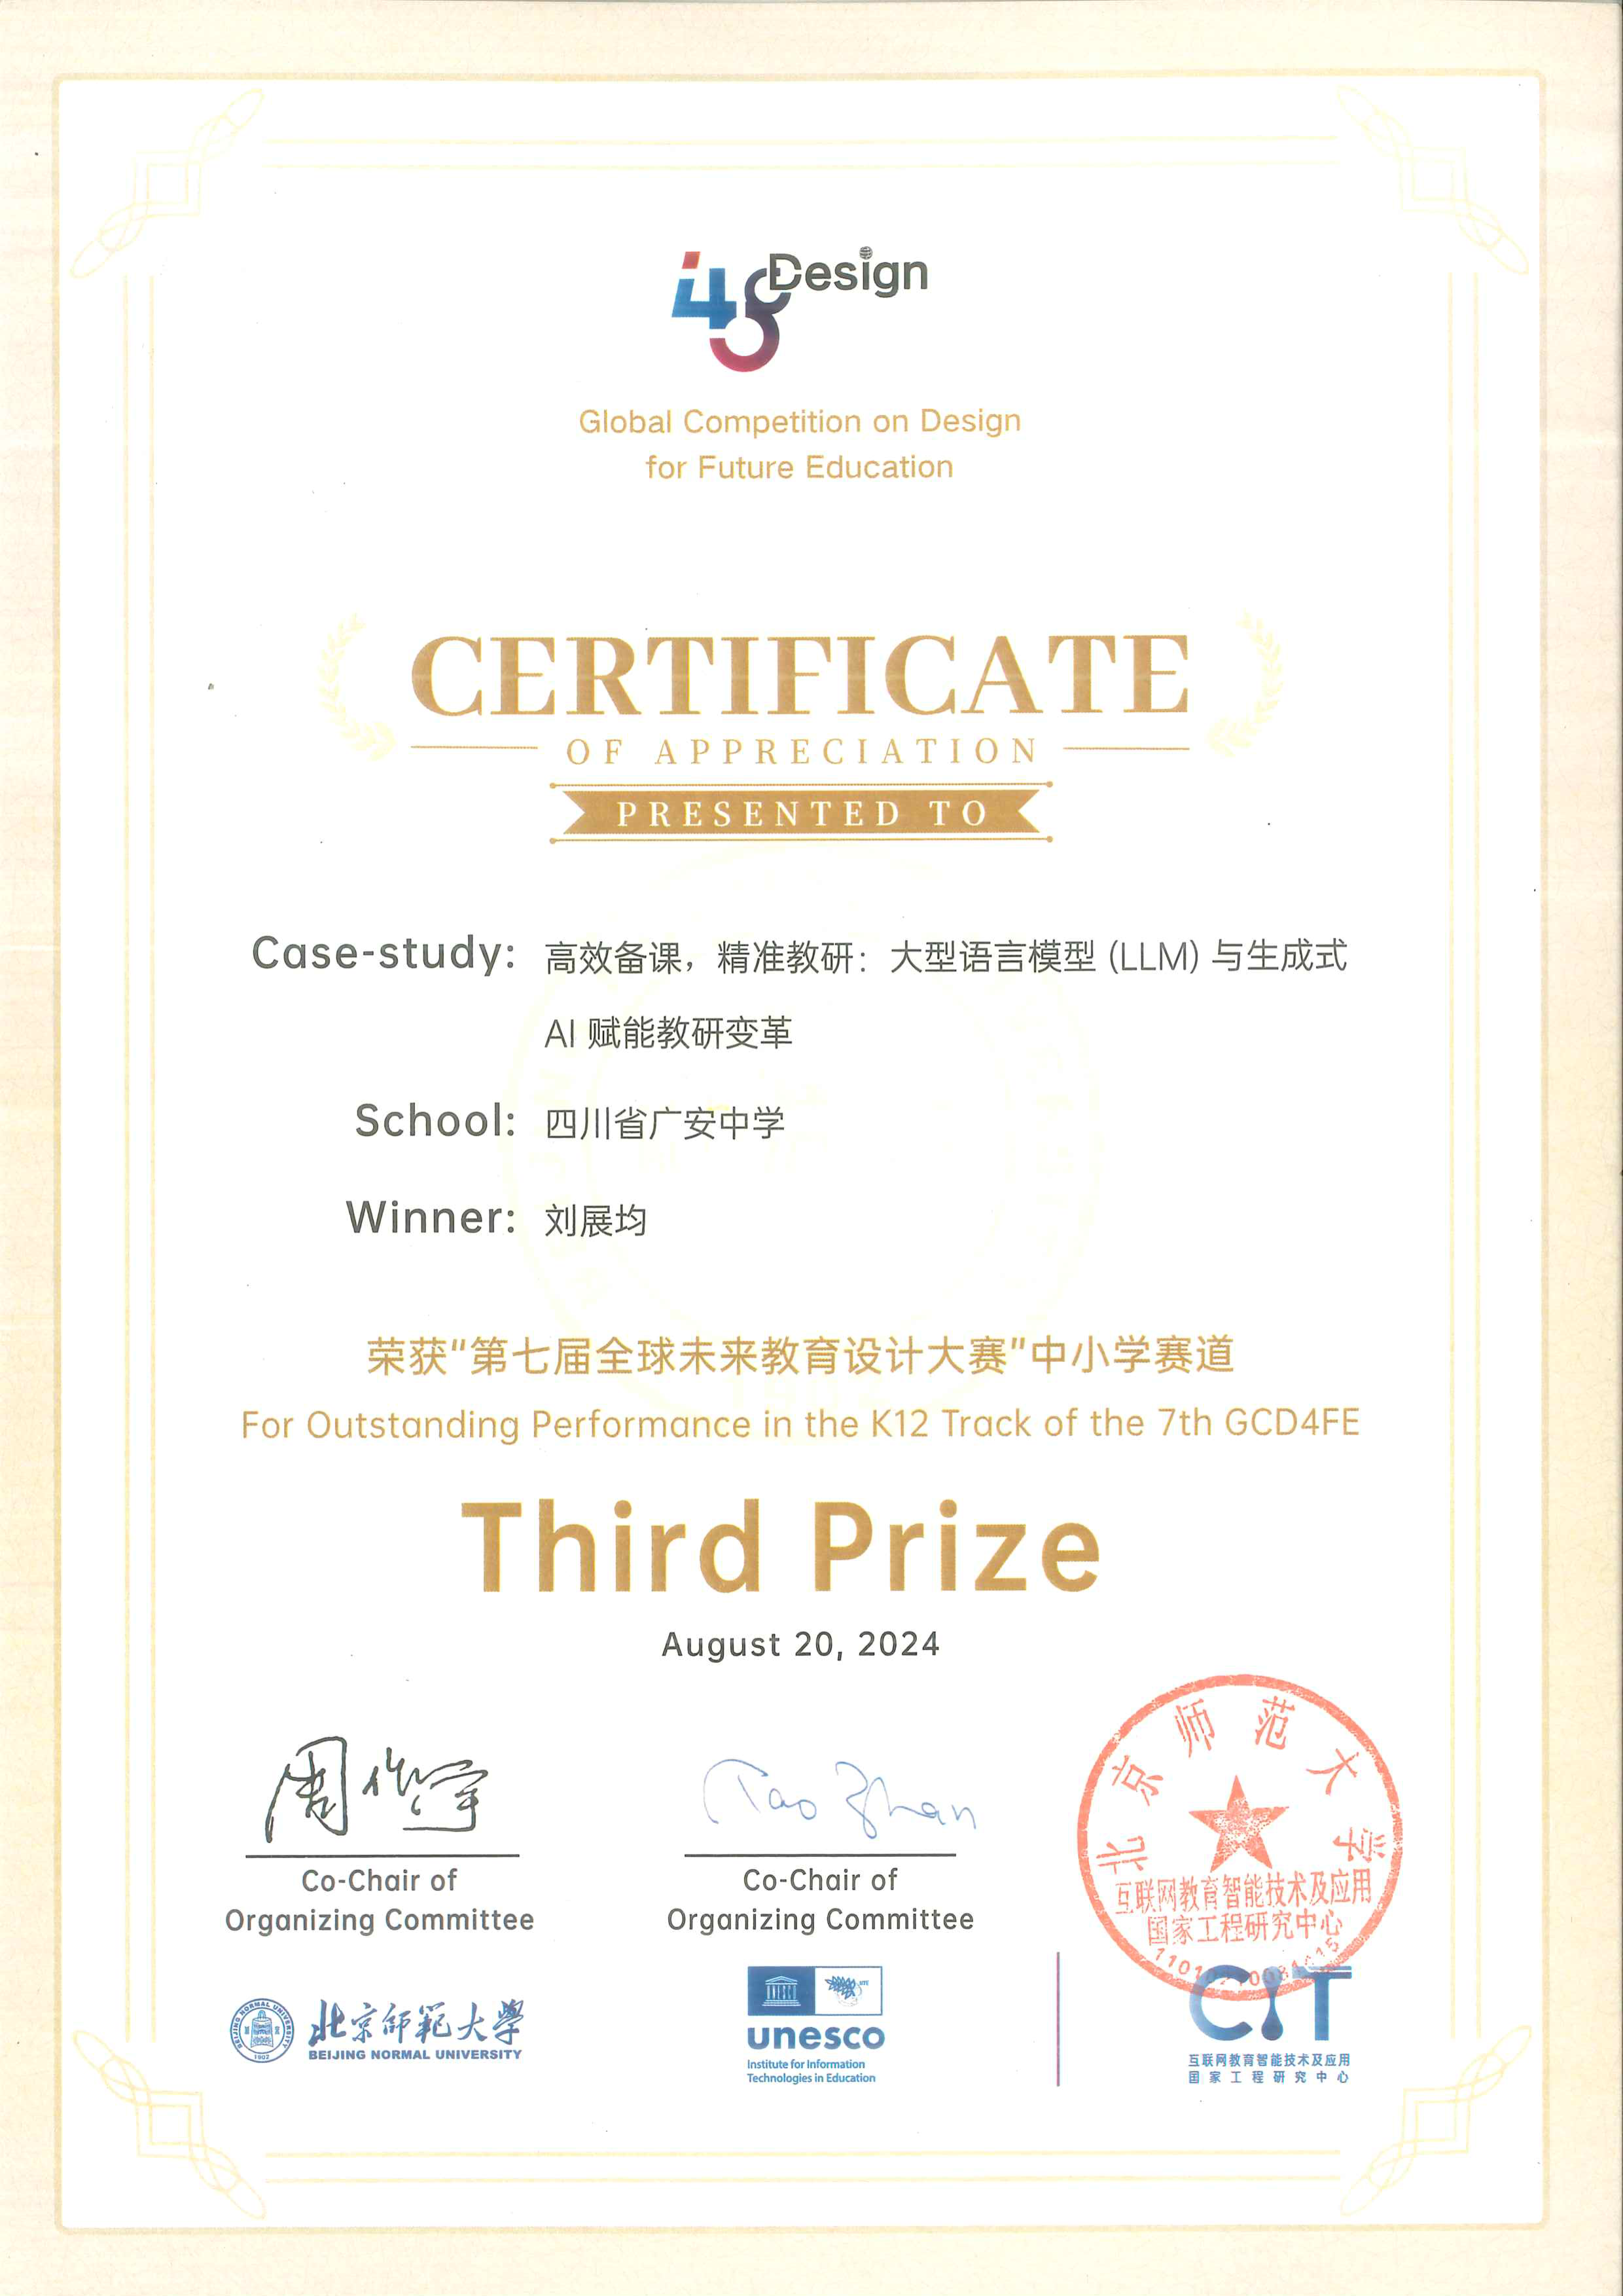 i48
Design
Global Competition on Design
for Future Education
CERTIFICATE
OF APPRECIATION
PRESENTED TO
Case-study: 高效备课，精准教研：大型语言模型 (LLM) 与生成式
AI 赋能教研变革
School: 四川省广安中学
Winner: 刘展均
荣获“第七届全球未来教育设计大赛”中小学赛道
For Outstanding Performance in the K12 Track of the 7th GCD4FE
Third Prize
August 20, 2024
周作宇
Tao Zhan
Co-Chair of
Organizing Committee
Co-Chair of
Organizing Committee
北京师范大学
互联网教育智能技术及应用
国家工程研究中心
BEIJING NORMAL UNIVERSITY
1902
北京師範大學
BEIJING NORMAL UNIVERSITY
unesco
Institute for Information
Technologies in Education
CIT
互联网教育智能技术及应用
国家工程研究中心